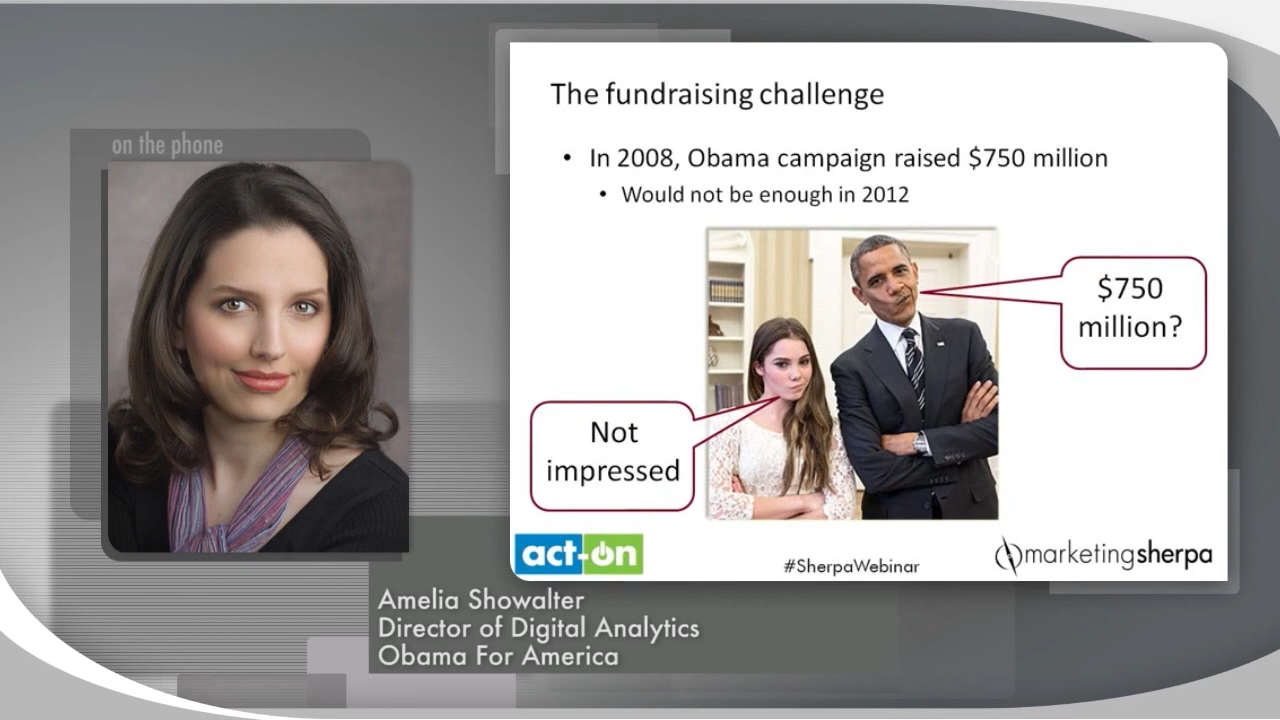 on the phone
The fundraising challenge
• In 2008, Obama campaign raised $750 million
• Would not be enough in 2012
$750
million?
Not
impressed
act-on
#SherpaWebinar
marketingsherpa
Amelia Showalter
Director of Digital Analytics
Obama For America